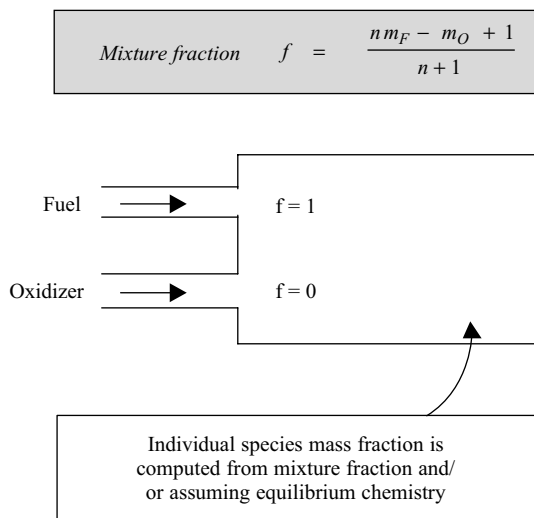 Mixture fraction f = n m_F − m_O + 1 / n + 1
Fuel
f = 1
Oxidizer
f = 0
Individual species mass fraction is
computed from mixture fraction and/
or assuming equilibrium chemistry